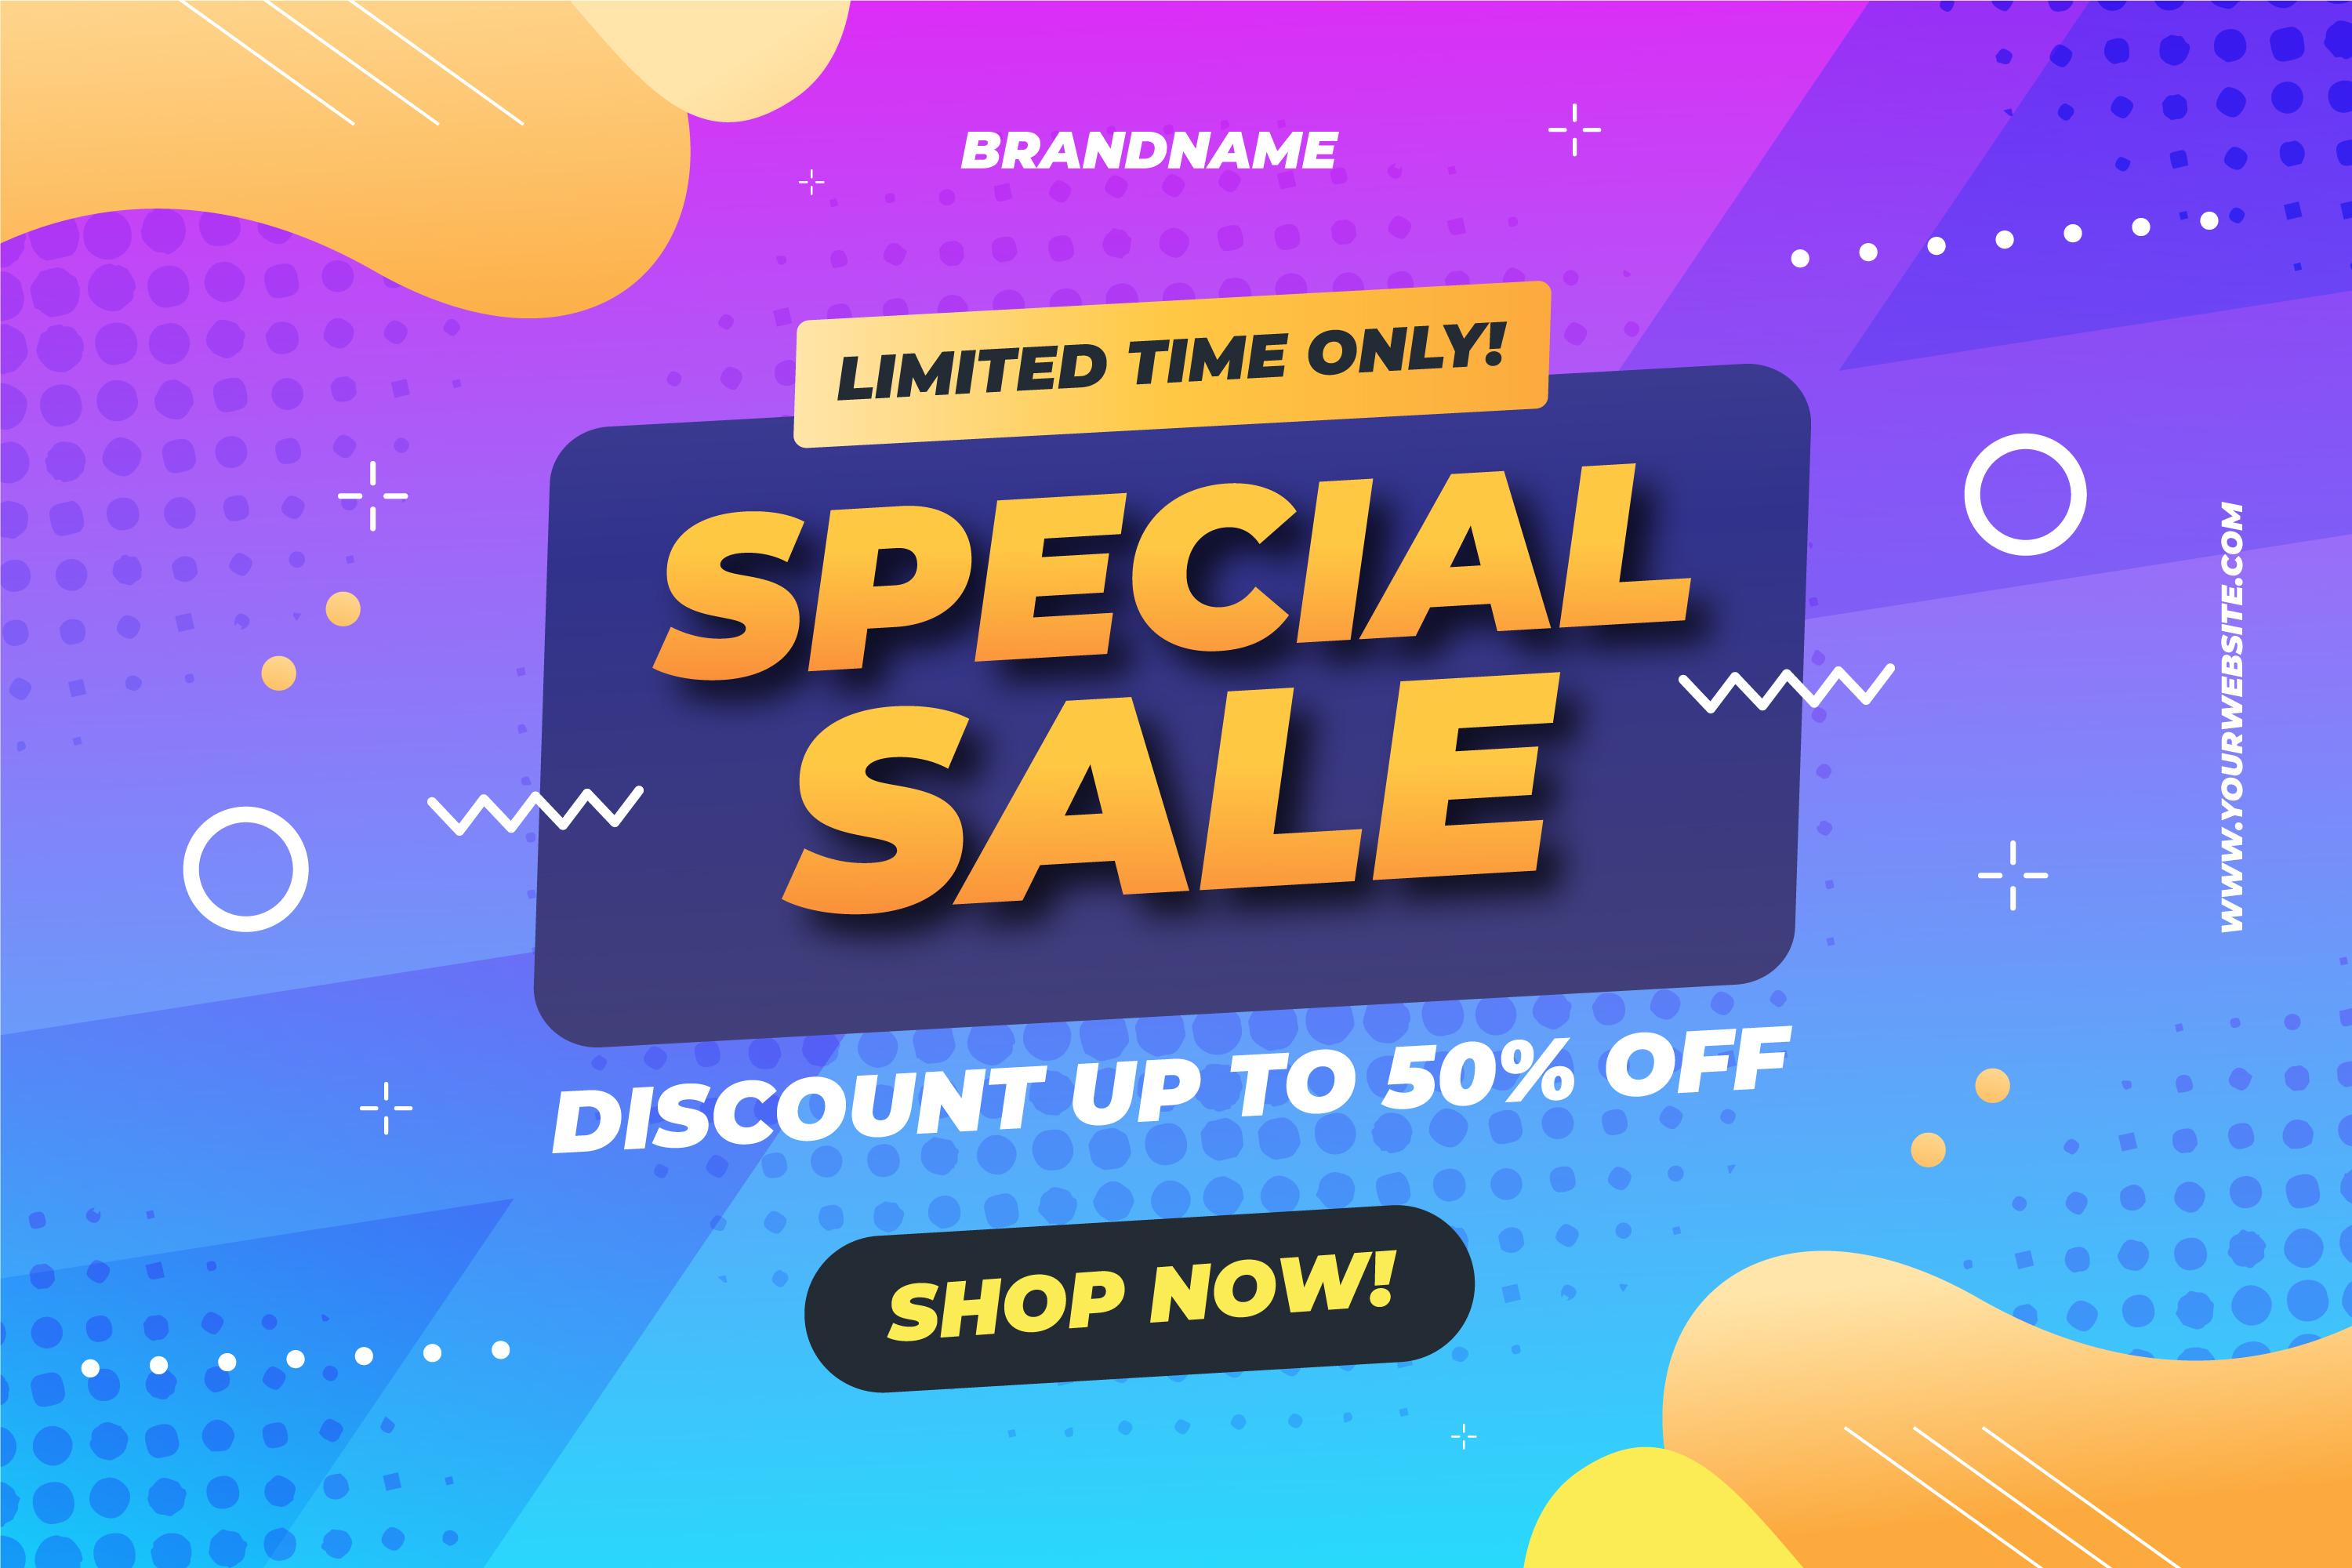 BRANDNAME
LIMITED TIME ONLY!
SPECIAL
SALE
DISCOUNT UP TO 50% OFF
SHOP NOW!
WWW.YOURWEBSITE.COM